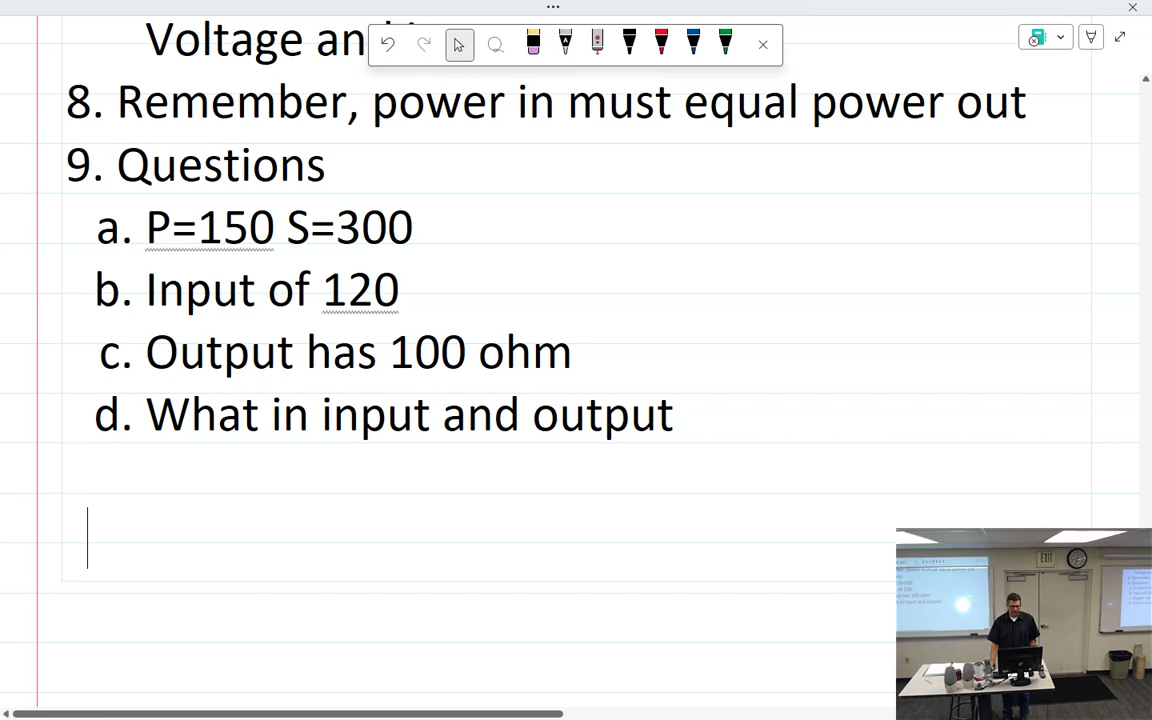 Voltage an
8. Remember, power in must equal power out
9. Questions
a. P=150 S=300
b. Input of 120
c. Output has 100 ohm
d. What in input and output
EXIT